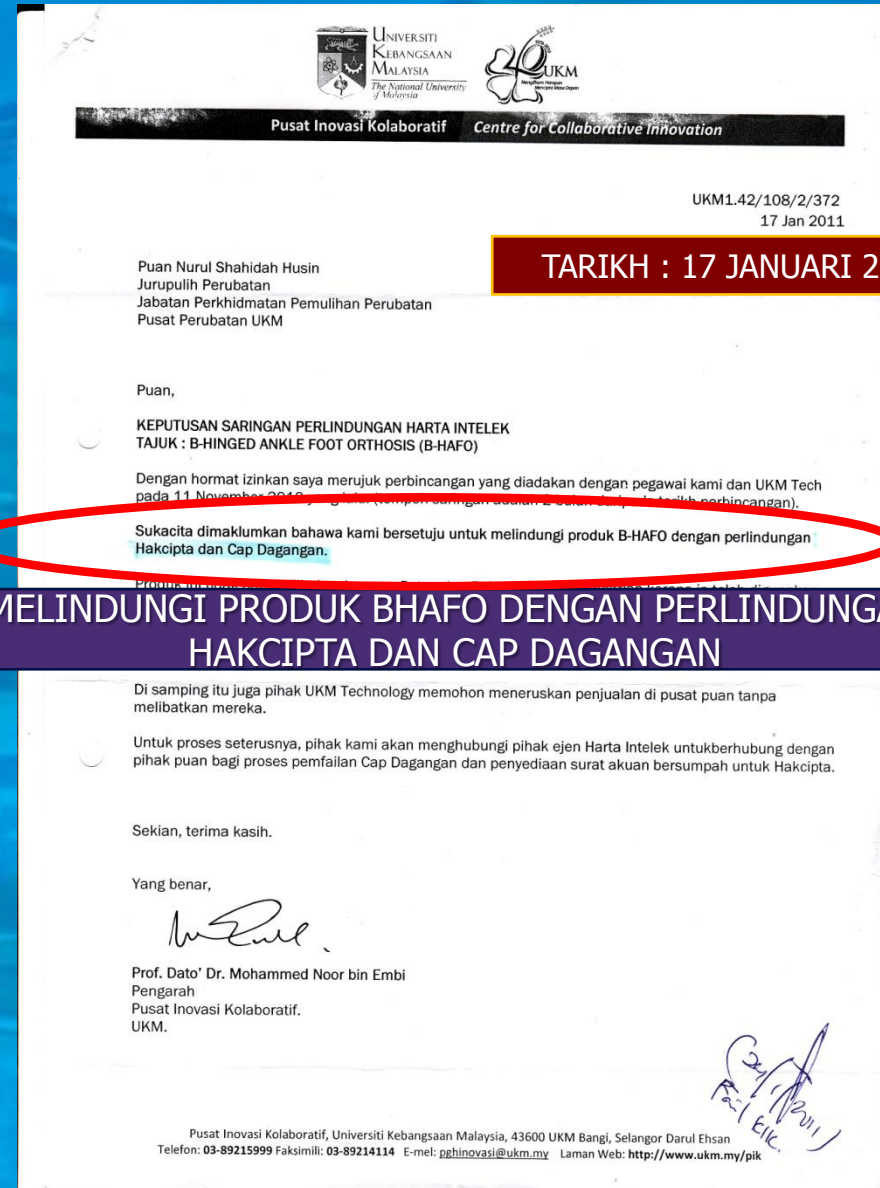 UNIVERSITI
KEBANGSAAN
MALAYSIA
The National University
of Malaysia
UKM
Pusat Inovasi Kolaboratif Centre for Collaborative Innovation
UKM1.42/108/2/372
17 Jan 2011
TARIKH : 17 JANUARI 2
Puan Nurul Shahidah Husin
Jurupulih Perubatan
Jabatan Perkhidmatan Pemulihan Perubatan
Pusat Perubatan UKM
Puan,
KEPUTUSAN SARINGAN PERLINDUNGAN HARTA INTELEK
TAJUK : B-HINGED ANKLE FOOT ORTHOSIS (B-HAFO)
Dengan hormat izinkan saya merujuk perbincangan yang diadakan dengan pegawai kami dan UKM Tech
pada 11 November
Sukacita dimaklumkan bahawa kami bersetuju untuk melindungi produk B-HAFO dengan perlindungan
Hakcipta dan Cap Dagangan.
MELINDUNGI PRODUK BHAFO DENGAN PERLINDUNGA
HAKCIPTA DAN CAP DAGANGAN
Di samping itu juga pihak UKM Technology memohon meneruskan penjualan di pusat puan tanpa
melibatkan mereka.
Untuk proses seterusnya, pihak kami akan menghubungi pihak ejen Harta Intelek untukberhubung dengan
pihak puan bagi proses pemfailan Cap Dagangan dan penyediaan surat akuan bersumpah untuk Hakcipta.
Sekian, terima kasih.
Yang benar,
Prof. Dato' Dr. Mohammed Noor bin Embi
Pengarah
Pusat Inovasi Kolaboratif.
UKM.
Pusat Inovasi Kolaboratif, Universiti Kebangsaan Malaysia, 43600 UKM Bangi, Selangor Darul Ehsan
Telefon: 03-89215999 Faksimili: 03-89214114 E-mel: pghinovasi@ukm.my Laman Web: http://www.ukm.my/pik